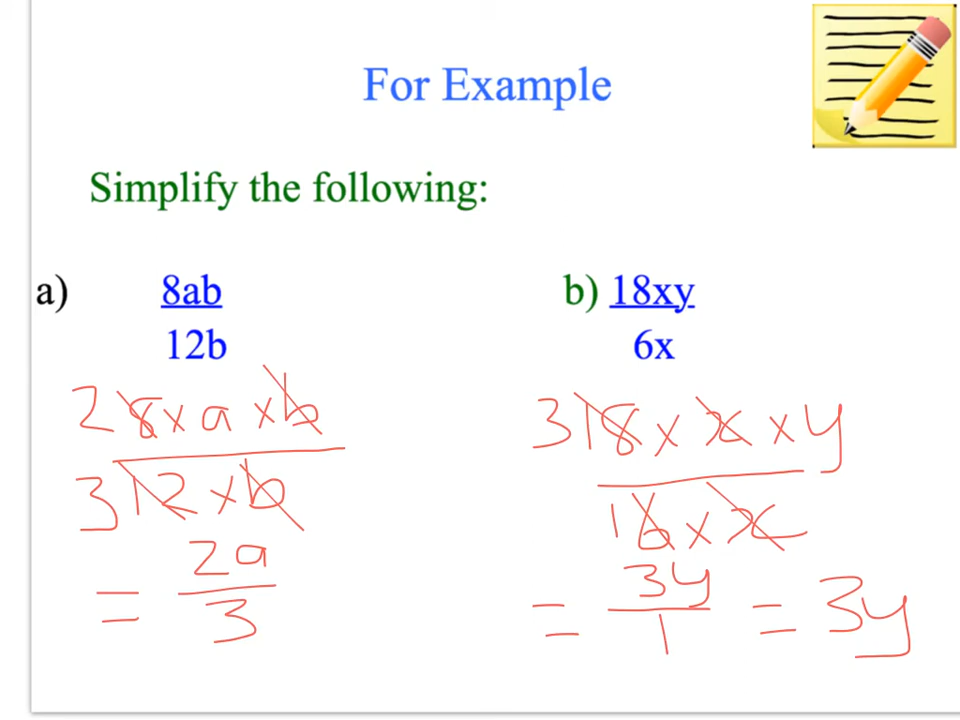 For Example
Simplify the following:
a) 8ab
12b
b) 18xy
6x
2 8 x a x b
3 12 x b
= 2a
3
3 18 x x x y
1 6 x x
= 3y
1
= 3y